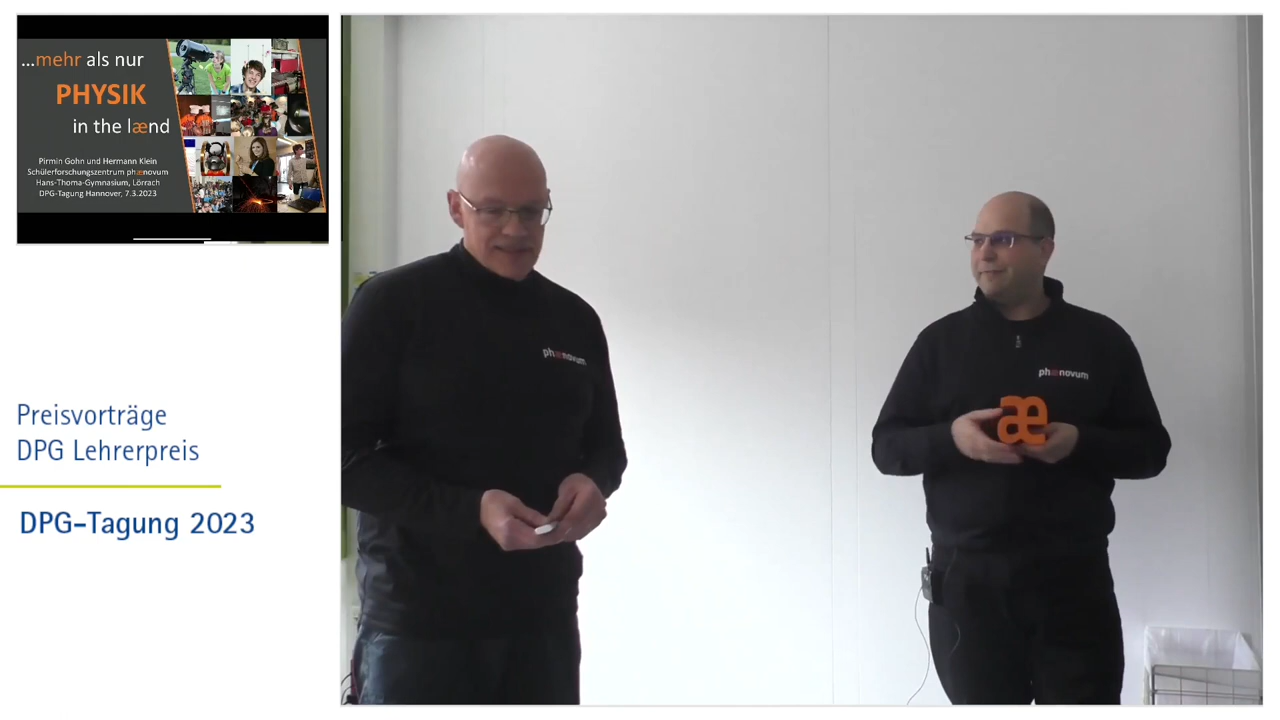 ...mehr als nur
PHYSIK
in the lænd
Pirmin Gohn und Hermann Klein
Schülerforschungszentrum phænovum
Hans-Thoma-Gymnasium, Lörrach
DPG-Tagung Hannover, 7.3.2023
Preisvorträge
DPG Lehrerpreis
DPG-Tagung 2023
phænovum
phænovum
æ